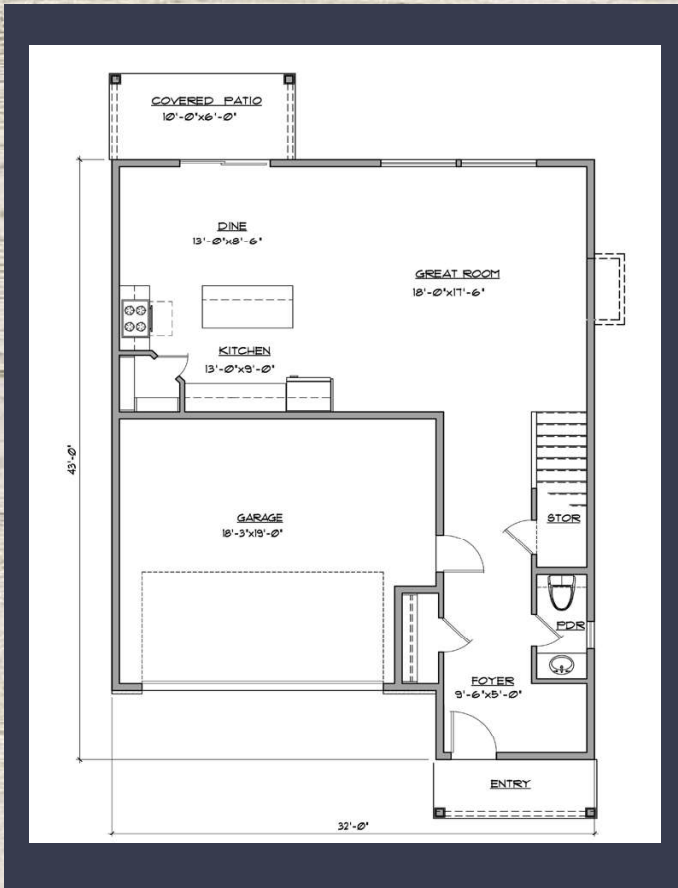 COVERED PATIO
10'-0"x6'-0"
DINE
13'-0"x8'-6"
GREAT ROOM
18'-0"x17'-6"
KITCHEN
13'-0"x9'-0"
43'-0"
GARAGE
18'-3"x19'-0"
STOR
PDR
FOYER
9'-6"x5'-0"
ENTRY
32'-0"